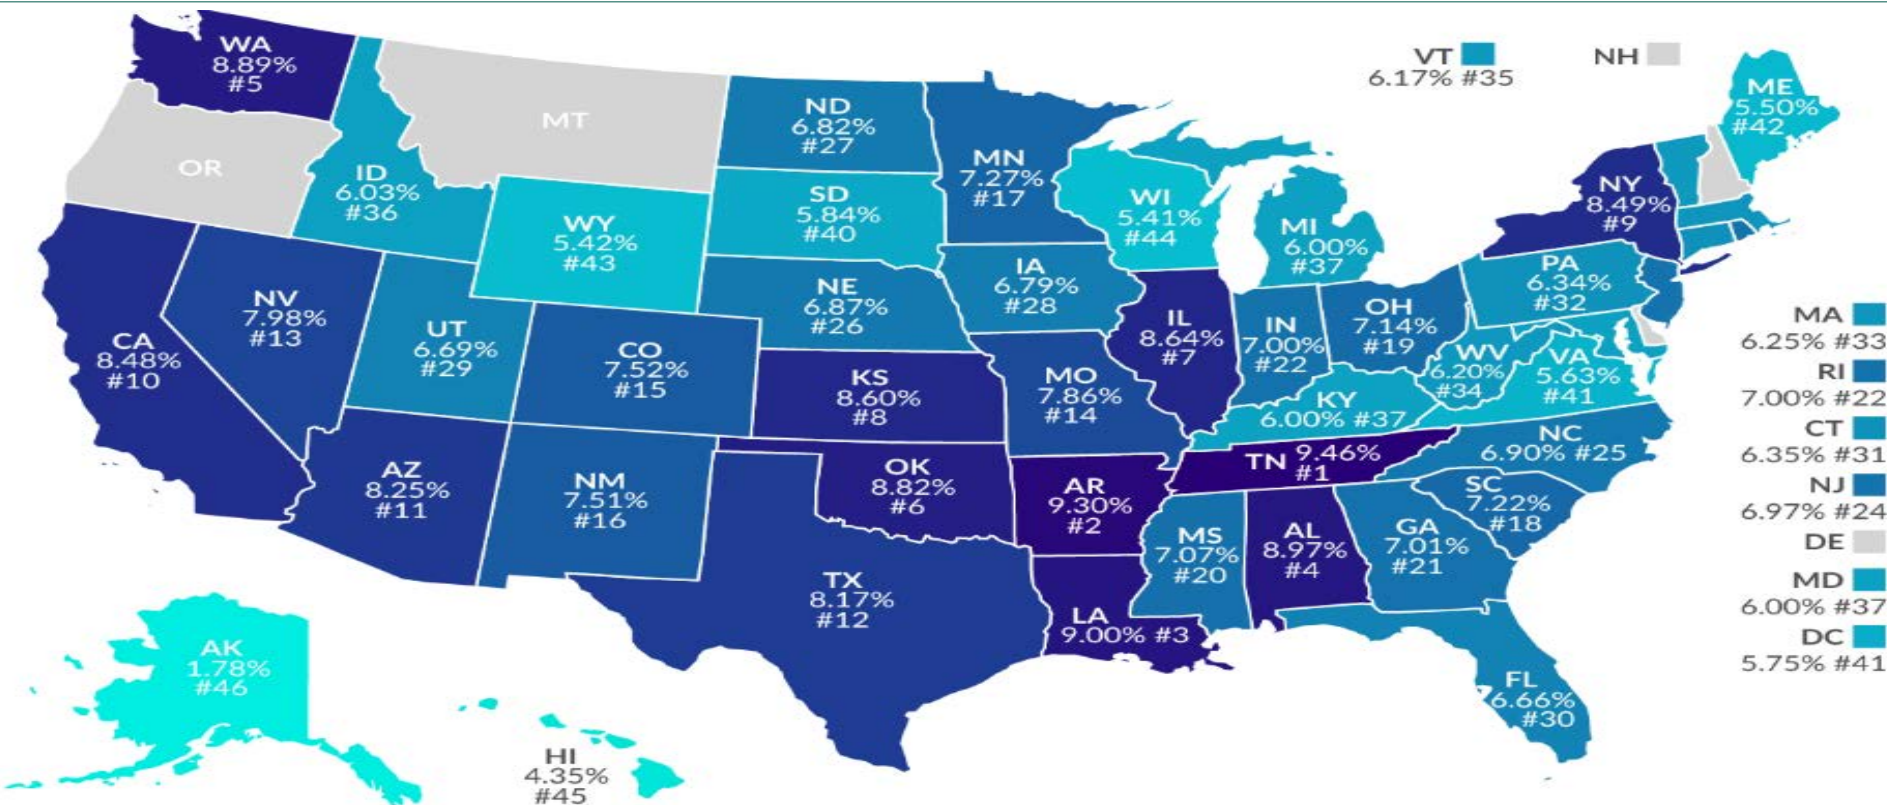 WA
8.89%
#5
VT
6.17% #35
NH
ME
5.50%
#42
MT
ND
6.82%
#27
OR
ID
6.03%
#36
MN
7.27%
#17
SD
5.84%
#40
WI
5.41%
#44
NY
8.49%
#9
WY
5.42%
#43
MI
6.00%
#37
IA
6.79%
#28
PA
6.34%
#32
NE
6.87%
#26
NV
7.98%
#13
UT
6.69%
#29
CO
7.52%
#15
CA
8.48%
#10
IL
8.64%
#7
IN
7.00%
#22
OH
7.14%
#19
MA
6.25% #33
WV
6.20%
#34
VA
5.63%
#41
RI
7.00% #22
KS
8.60%
#8
MO
7.86%
#14
KY
6.00% #37
CT
6.35% #31
NC
6.90% #25
TN 9.46%
#1
AZ
8.25%
#11
NM
7.51%
#16
OK
8.82%
#6
AR
9.30%
#2
SC
7.22%
#18
NJ
6.97% #24
MS
7.07%
#20
AL
8.97%
#4
GA
7.01%
#21
DE
TX
8.17%
#12
MD
6.00% #37
LA
9.00% #3
DC
5.75% #41
AK
1.78%
#46
FL
6.66%
#30
HI
4.35%
#45